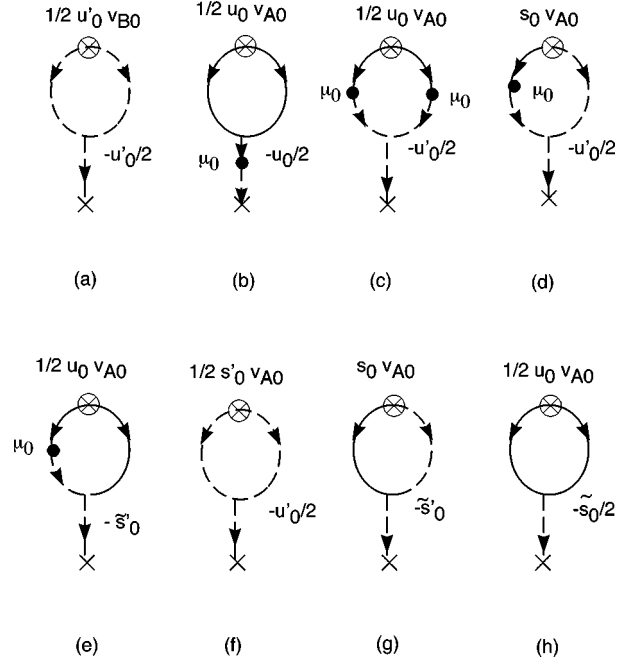 1/2 u'0 vB0
1/2 u0 vA0
1/2 u0 vA0
s0 vA0
μ0
μ0
μ0
-u'0/2
μ0
-u0/2
-u'0/2
-u'0/2
(a)
(b)
(c)
(d)
1/2 u0 vA0
1/2 s'0 vA0
s0 vA0
1/2 u0 vA0
μ0
- s̃'0
-u'0/2
-s̃'0
-s̃0/2
(e)
(f)
(g)
(h)